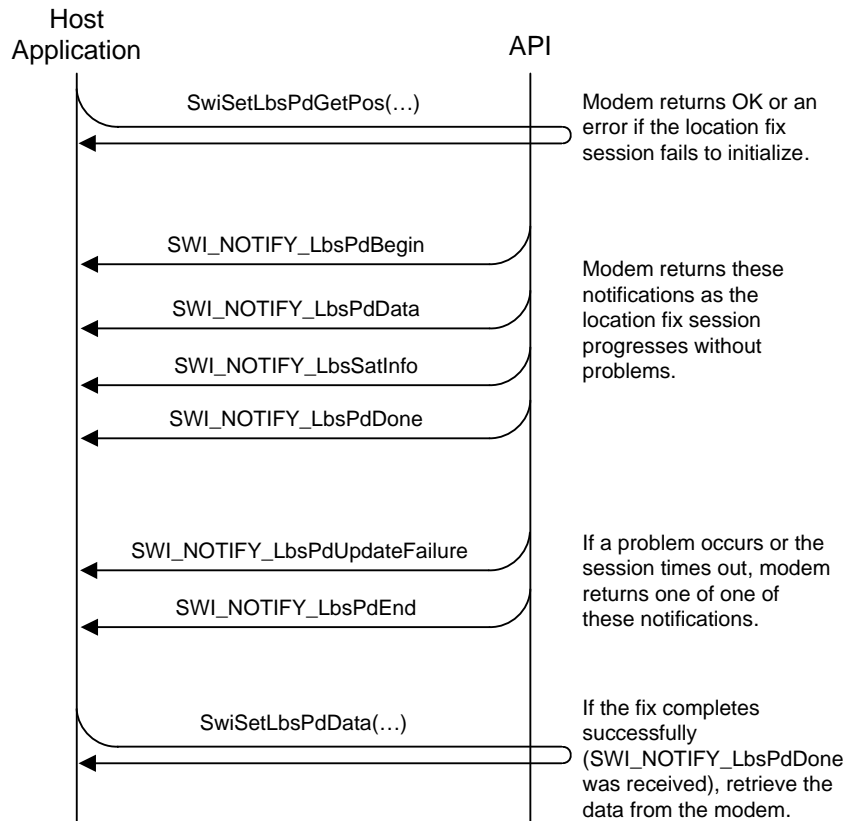 Host
Application
API
SwiSetLbsPdGetPos(…)
Modem returns OK or an
error if the location fix
session fails to initialize.
SWI_NOTIFY_LbsPdBegin
SWI_NOTIFY_LbsPdData
SWI_NOTIFY_LbsSatInfo
SWI_NOTIFY_LbsPdDone
Modem returns these
notifications as the
location fix session
progresses without
problems.
SWI_NOTIFY_LbsPdUpdateFailure
SWI_NOTIFY_LbsPdEnd
If a problem occurs or the
session times out, modem
returns one of one of
these notifications.
SwiSetLbsPdData(…)
If the fix completes
successfully
(SWI_NOTIFY_LbsPdDone
was received), retrieve the
data from the modem.